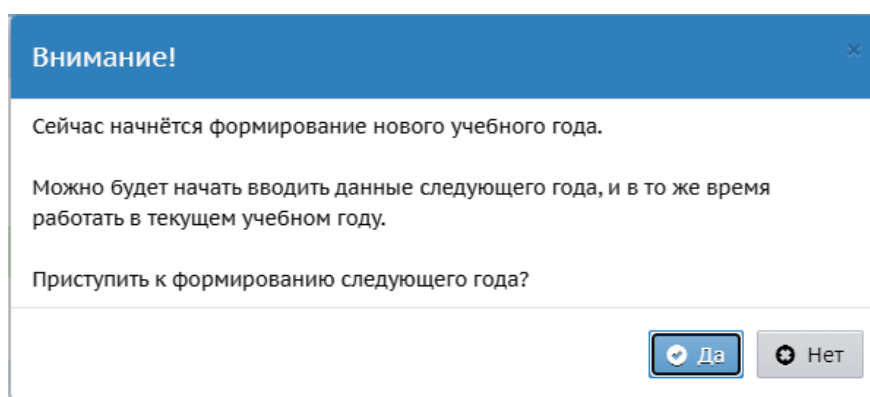 Внимание!
Сейчас начнётся формирование нового учебного года.
Можно будет начать вводить данные следующего года, и в то же время
работать в текущем учебном году.
Приступить к формированию следующего года?
Да Нет